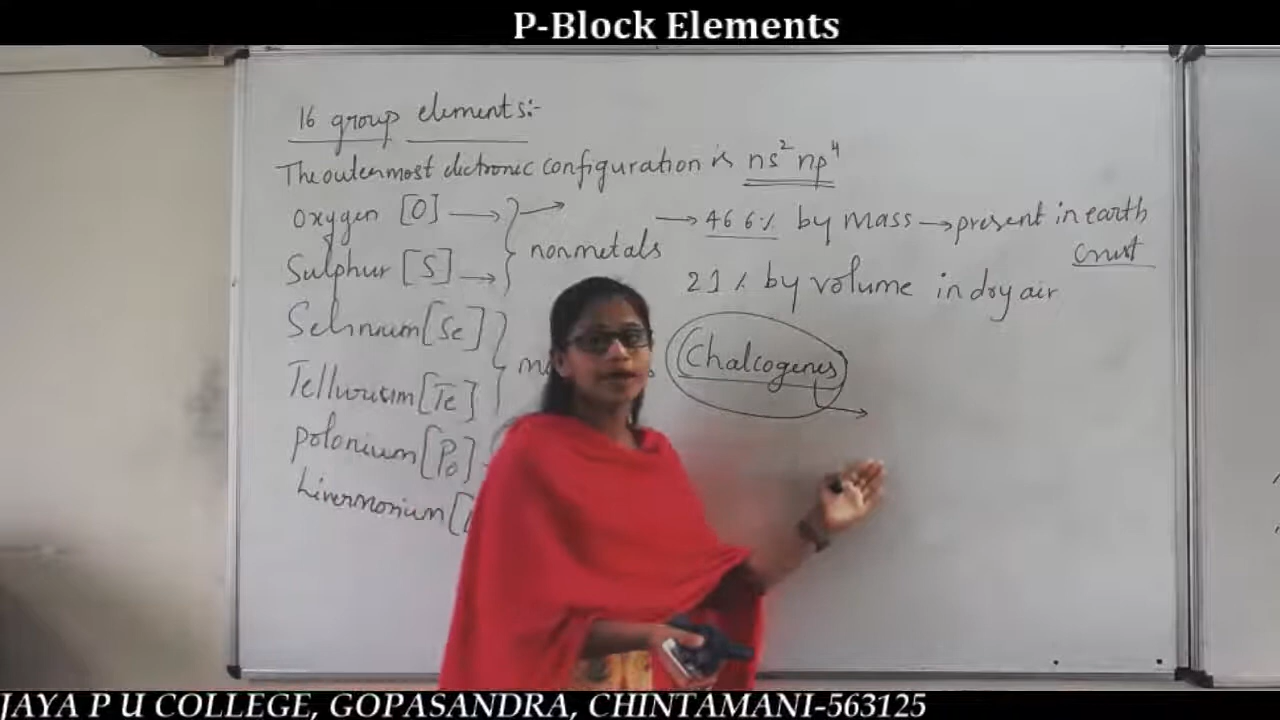 P-Block Elements
16 group elements:-
The outermost electronic configuration is ns² np⁴
Oxygen [O] → →
→ 46 6% by mass → present in earth
crust
nonmetals
Sulphur [S] →
21 % by volume in dry air
Selenium [Se]
Chalcogenes →
Tellurium [Te]
polonium [Po]
Livermorium [
JAYA P U COLLEGE, GOPASANDRA, CHINTAMANI-563125